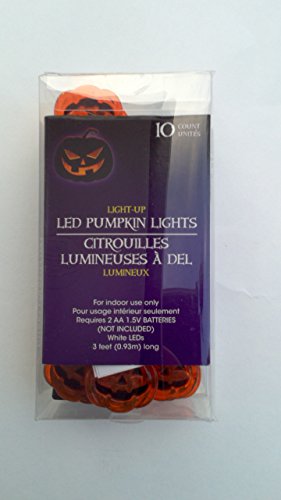 10 COUNT
UNITÉS
LIGHT-UP
LED PUMPKIN LIGHTS
CITROUILLES
LUMINEUSES À DEL
LUMINEUX
For indoor use only
Pour usage intérieur seulement
Requires 2 AA 1.5V BATTERIES
(NOT INCLUDED)
White LEDs
3 feet (0.93m) long